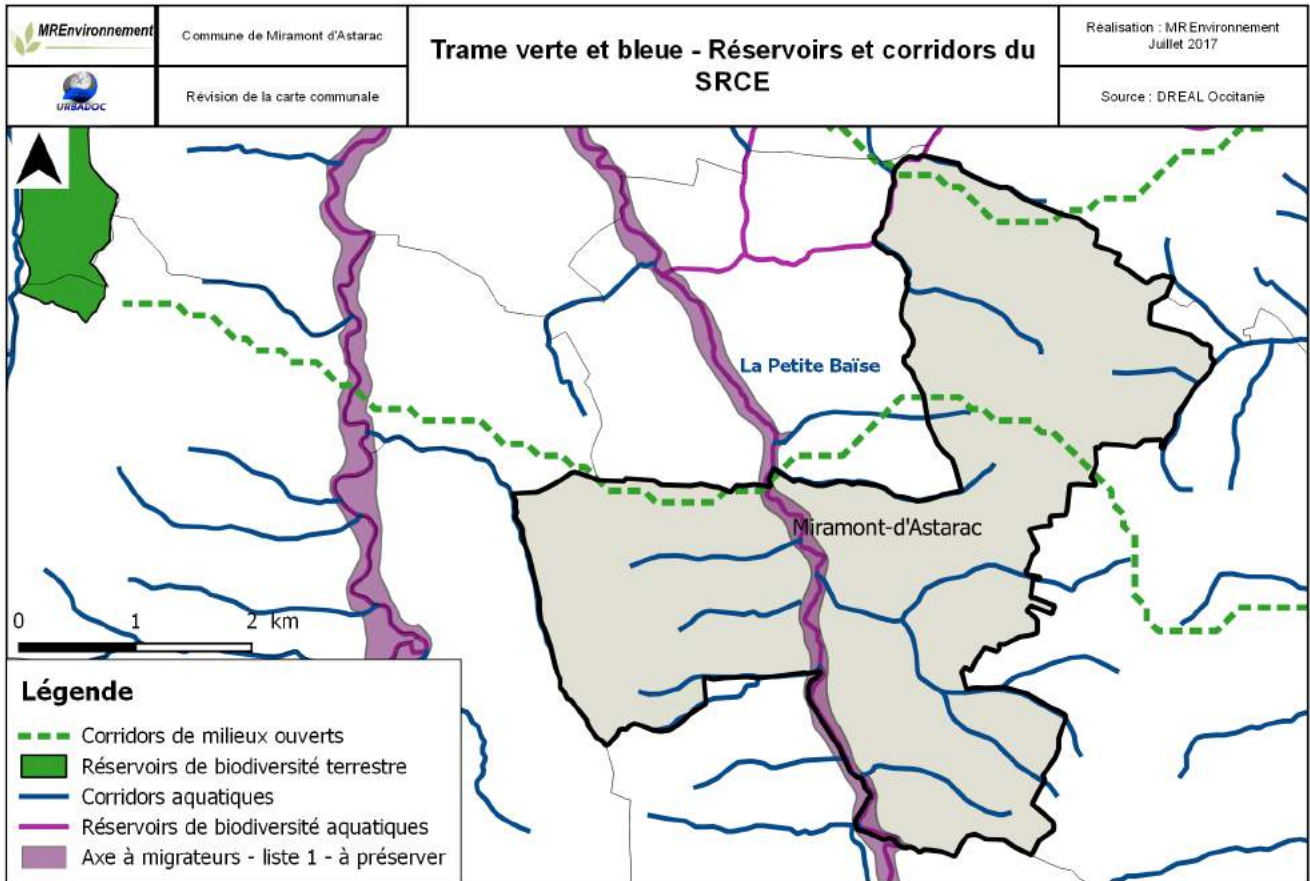 MREnvironnement
Commune de Miramont d'Astarac
URBADOC
Révision de la carte communale
Trame verte et bleue - Réservoirs et corridors du
SRCE
Réalisation : MREnvironnement
Juillet 2017
Source : DREAL Occitanie
La Petite Baïse
Miramont-d'Astarac
0 1 2 km
Légende
Corridors de milieux ouverts
Réservoirs de biodiversité terrestre
Corridors aquatiques
Réservoirs de biodiversité aquatiques
Axe à migrateurs - liste 1 - à préserver